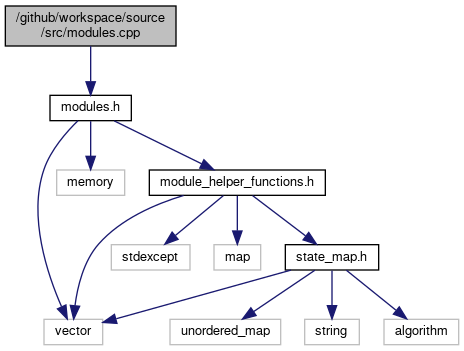 /github/workspace/source
/src/modules.cpp
modules.h
memory
module_helper_functions.h
stdexcept
map
state_map.h
vector
unordered_map
string
algorithm